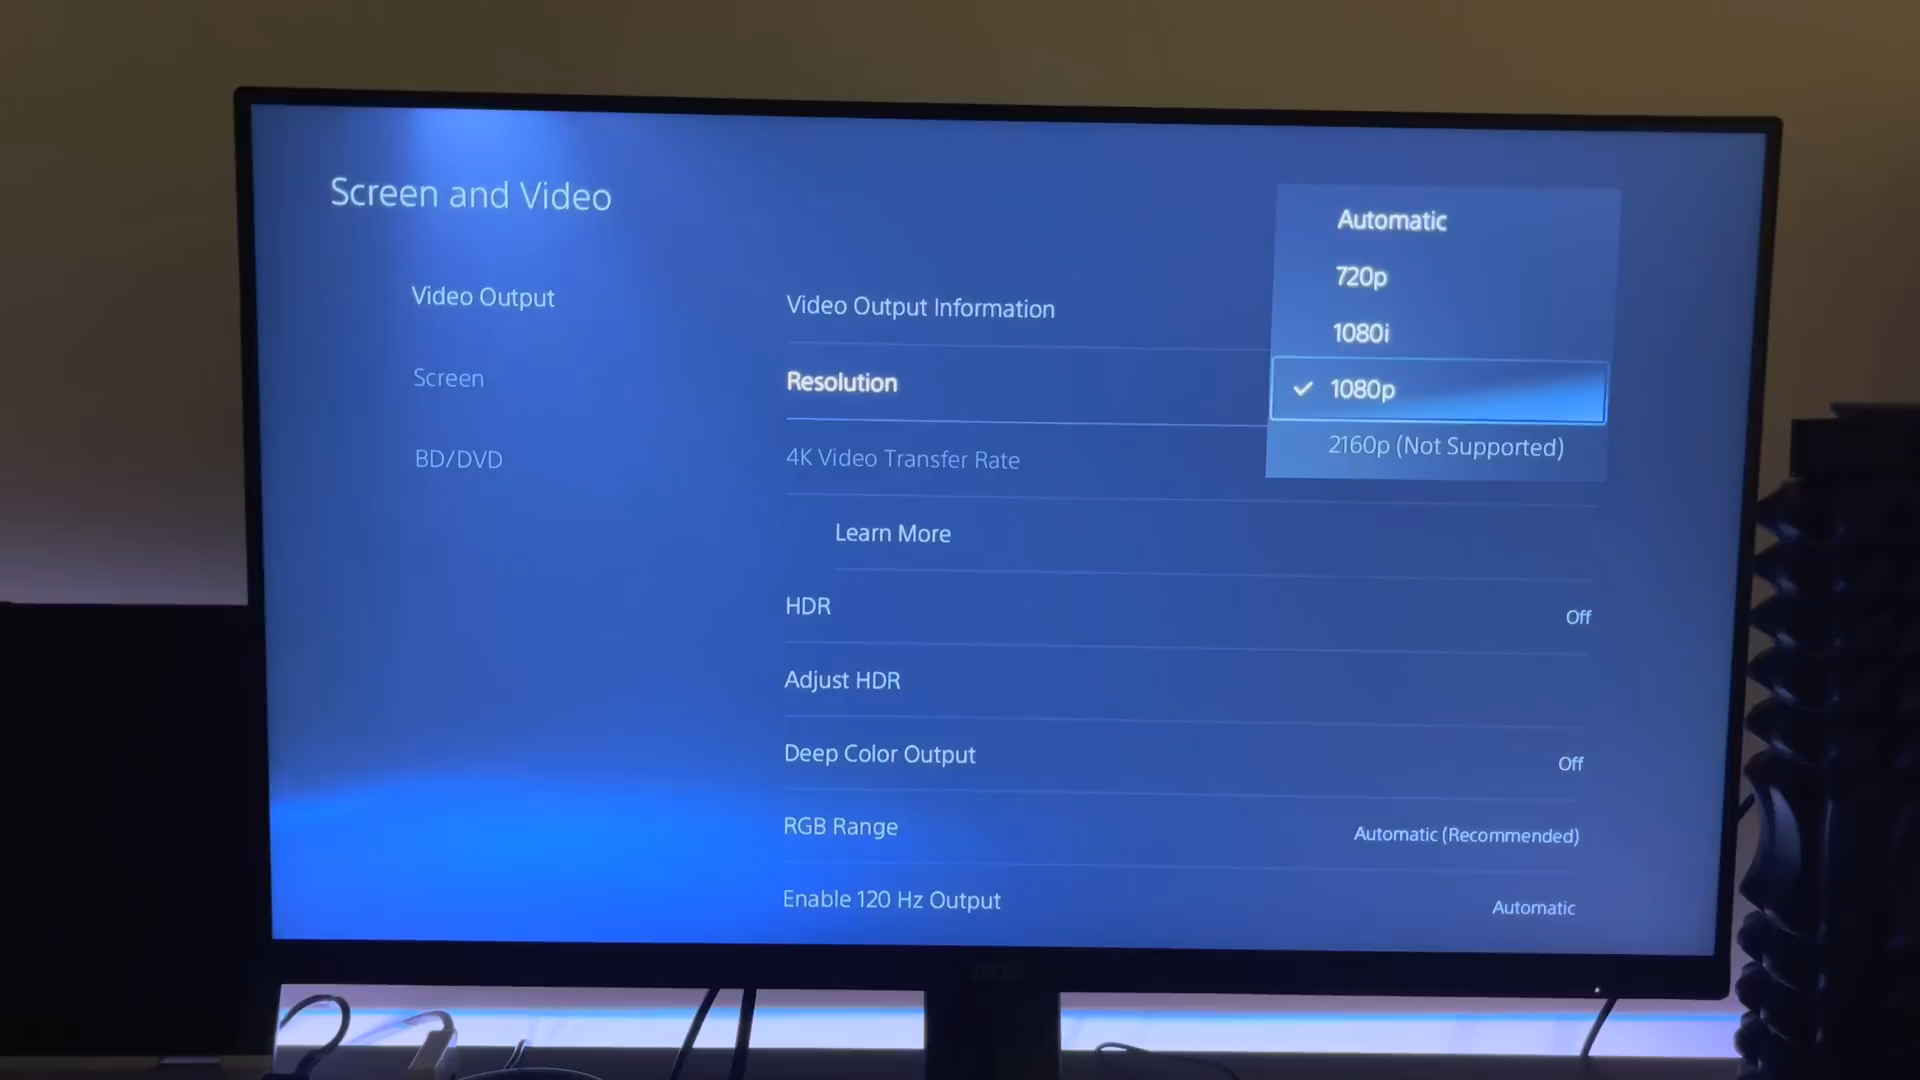 Screen and Video
Video Output
Screen
BD/DVD
Video Output Information
Resolution
4K Video Transfer Rate
Learn More
HDR
Off
Adjust HDR
Deep Color Output
Off
RGB Range
Automatic (Recommended)
Enable 120 Hz Output
Automatic
Automatic
720p
1080i
✓ 1080p
2160p (Not Supported)